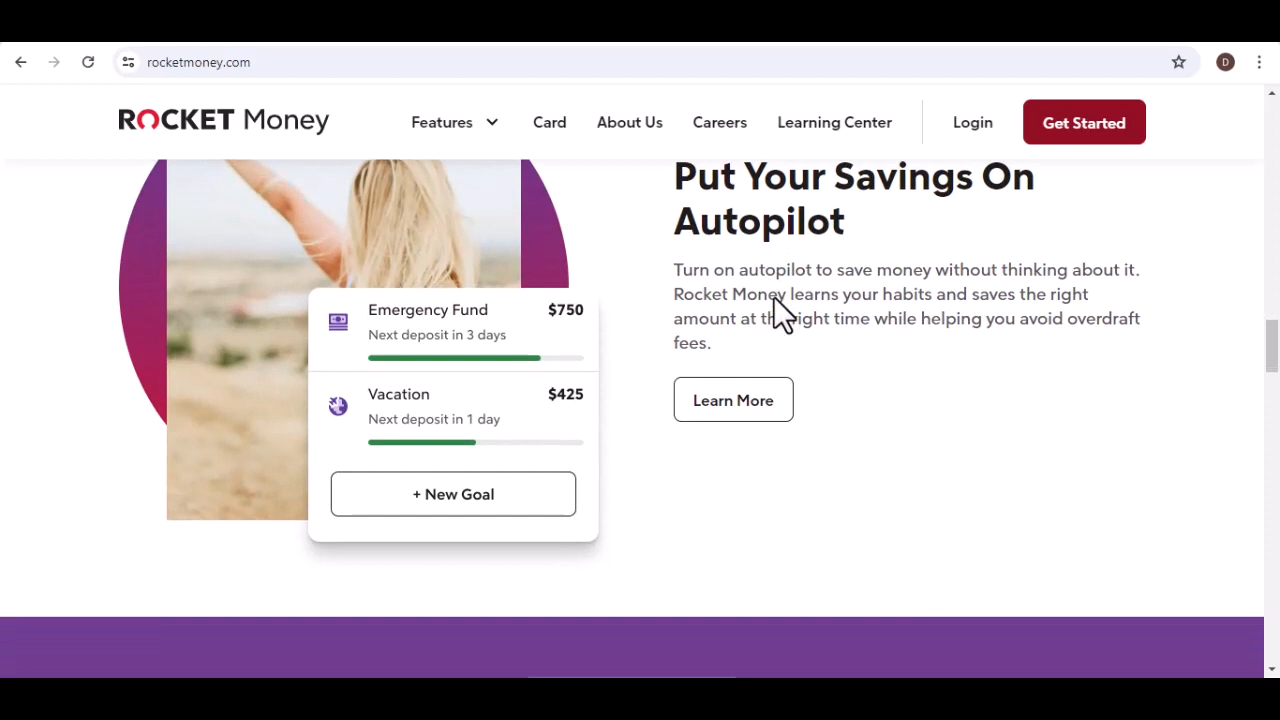 rocketmoney.com
D
ROCKET Money
Features
Card
About Us
Careers
Learning Center
Login
Get Started
Put Your Savings On
Autopilot
Turn on autopilot to save money without thinking about it.
Rocket Money learns your habits and saves the right
amount at the right time while helping you avoid overdraft
fees.
Learn More
Emergency Fund $750
Next deposit in 3 days
Vacation $425
Next deposit in 1 day
+ New Goal